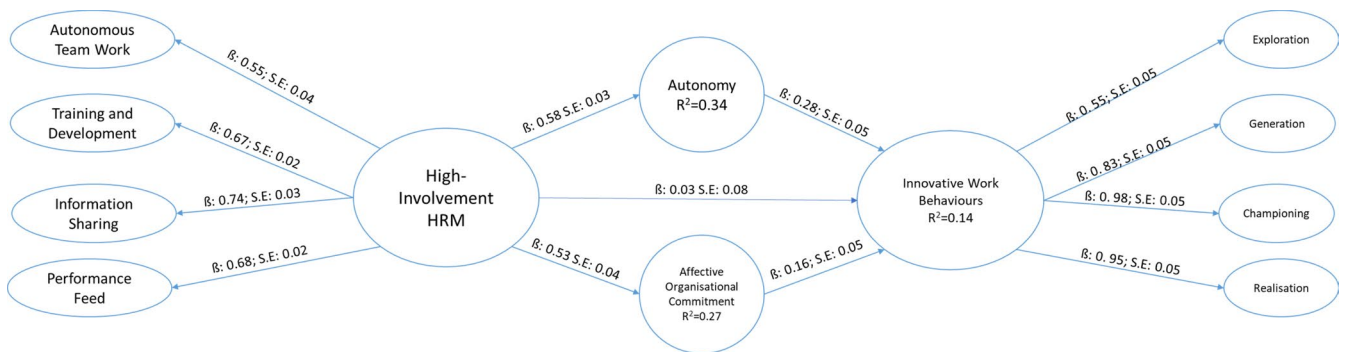 Autonomous
Team Work
Training and
Development
Information
Sharing
Performance
Feed
ß: 0.55; S.E: 0.04
ß: 0.67; S.E: 0.02
ß: 0.74; S.E: 0.03
ß: 0.68; S.E: 0.02
High-
Involvement
HRM
ß: 0.58 S.E: 0.03
ß: 0.03 S.E: 0.08
ß: 0.53 S.E: 0.04
Autonomy
R²=0.34
Affective
Organisational
Commitment
R²=0.27
ß: 0.28; S.E: 0.05
ß: 0.16; S.E: 0.05
Innovative Work
Behaviours
R²=0.14
ß: 0. 55; S.E: 0.05
ß: 0. 83; S.E: 0.05
ß: 0. 98; S.E: 0.05
ß: 0. 95; S.E: 0.05
Exploration
Generation
Championing
Realisation